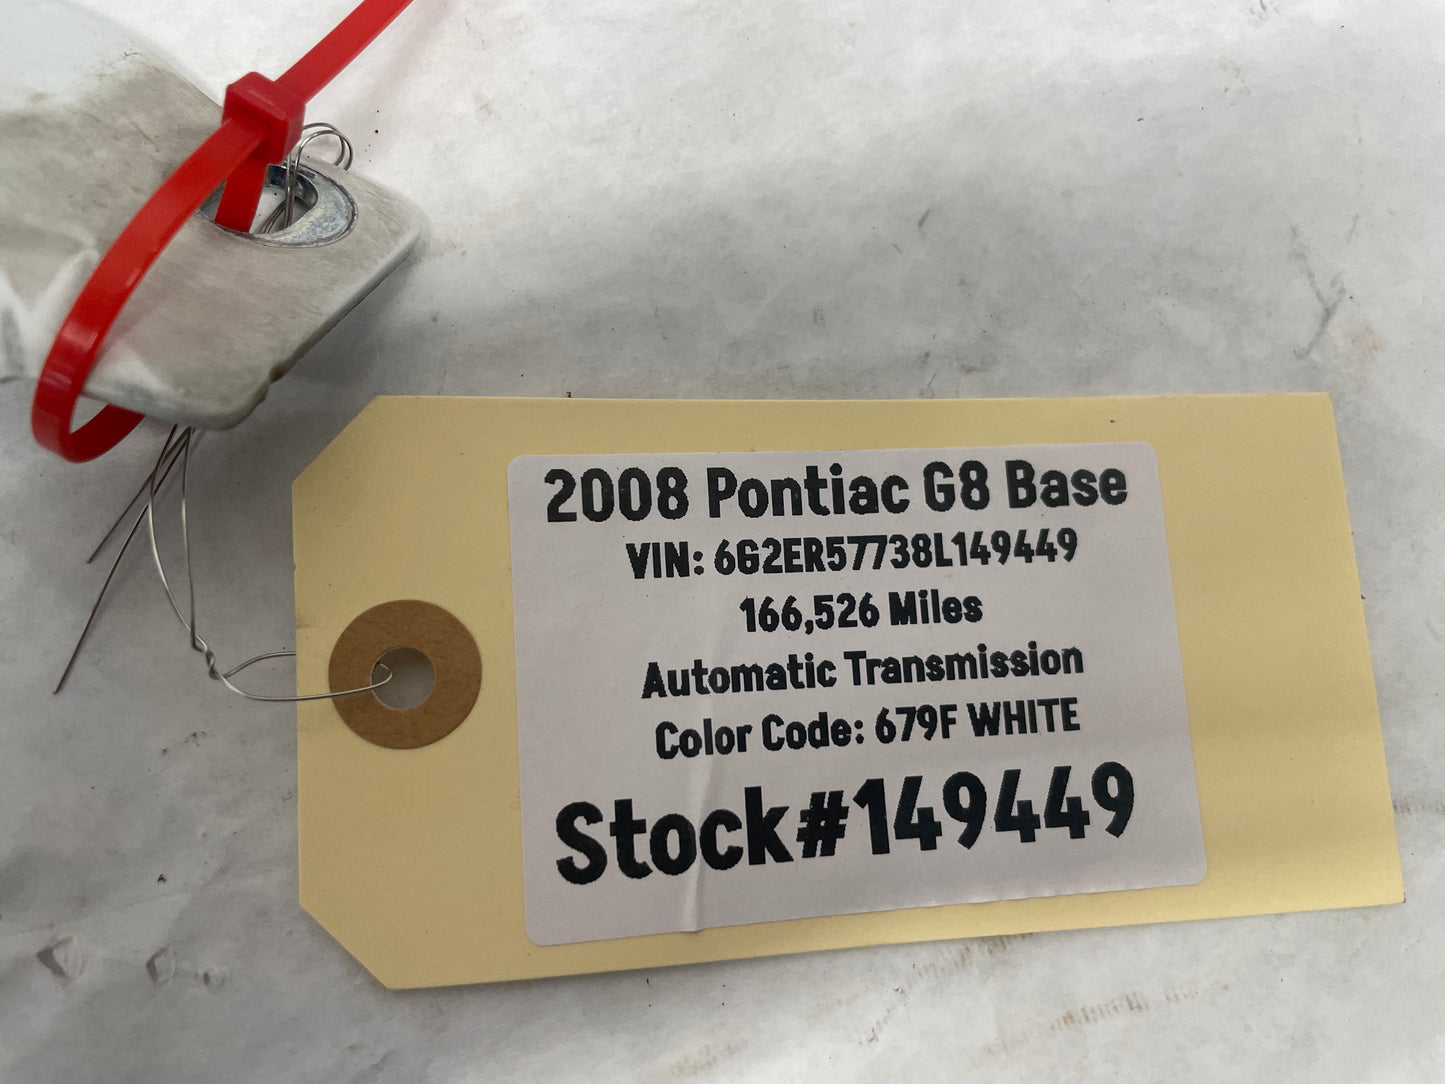 2008 Pontiac G8 Base
VIN: 6G2ER57738L149449
166,526 Miles
Automatic Transmission
Color Code: 679F WHITE
Stock#149449